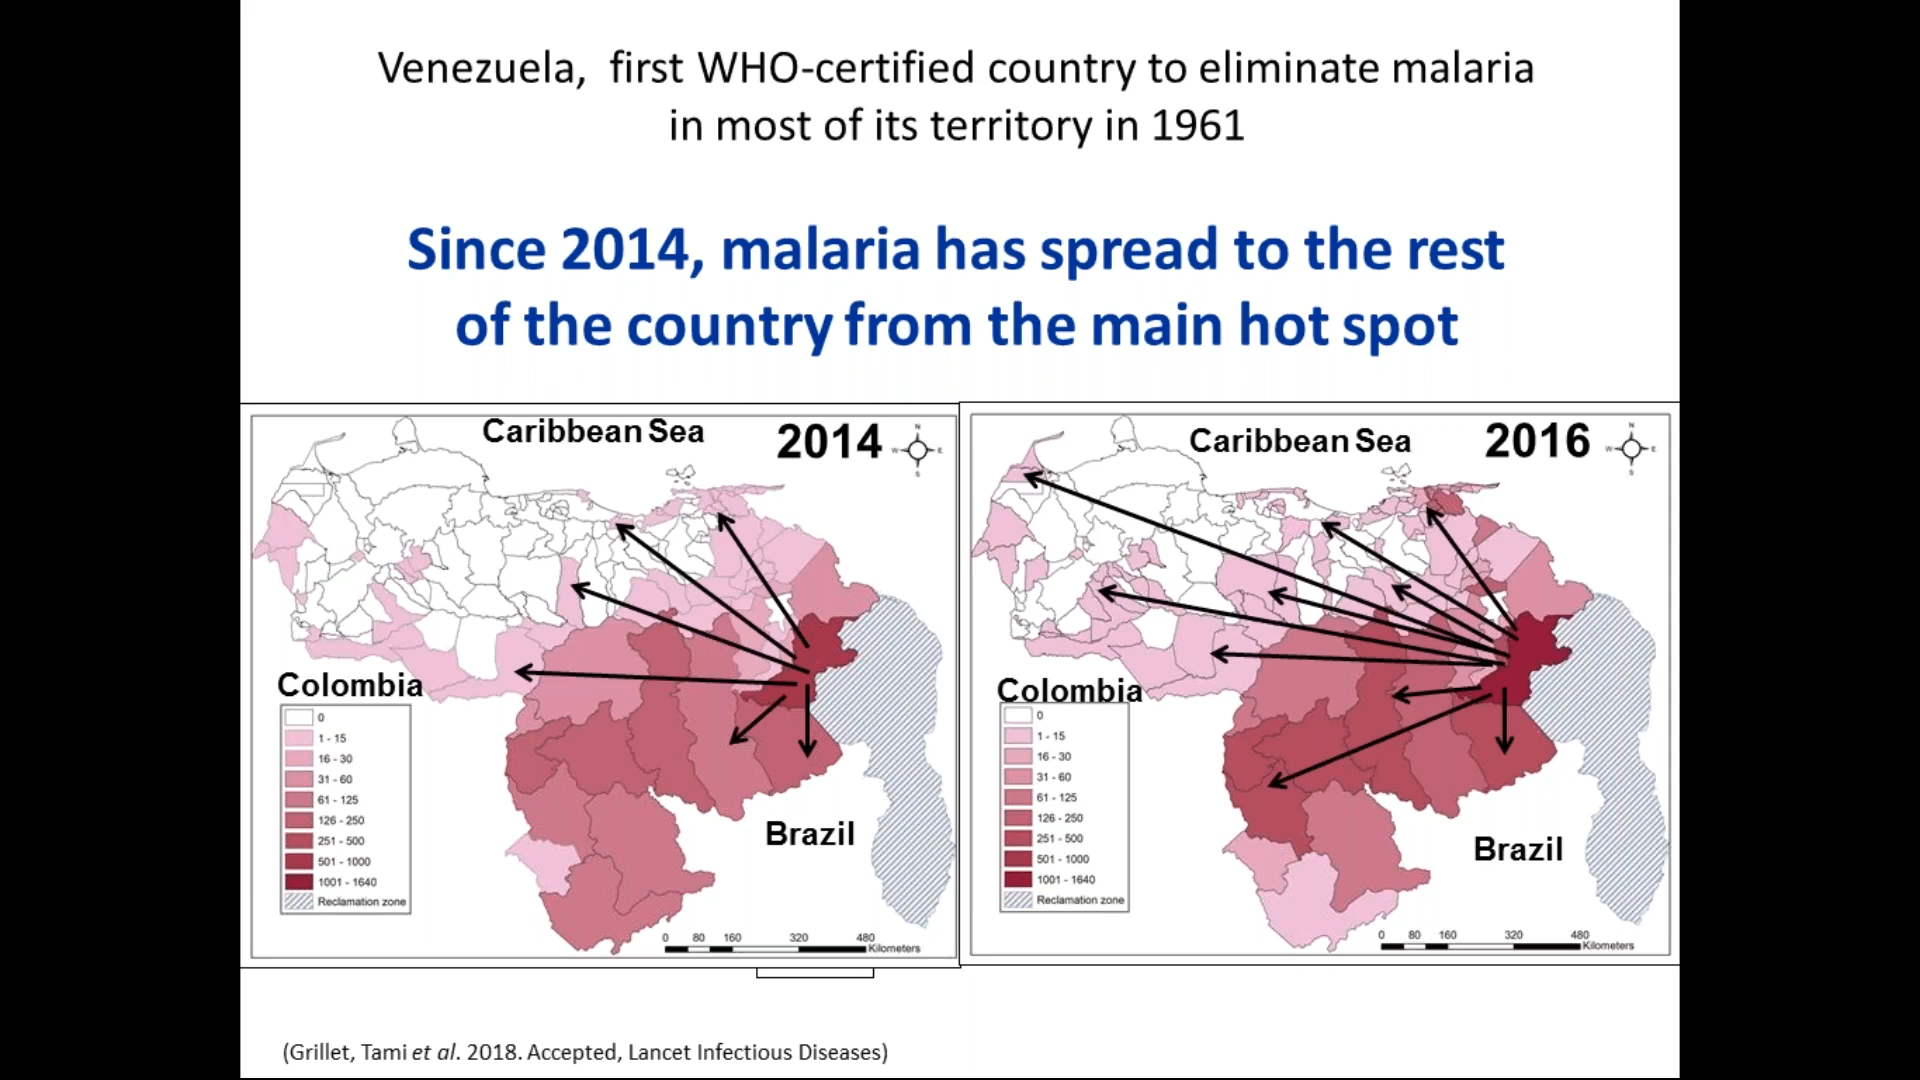 Venezuela, first WHO-certified country to eliminate malaria
in most of its territory in 1961
Since 2014, malaria has spread to the rest
of the country from the main hot spot
Caribbean Sea
2014
N
W
E
S
Colombia
0
1 - 15
16 - 30
31 - 60
61 - 125
126 - 250
251 - 500
501 - 1000
1001 - 1640
Reclamation zone
Brazil
0 80 160 320 480
Kilometers
Caribbean Sea
2016
N
W
E
S
Colombia
0
1 - 15
16 - 30
31 - 60
61 - 125
126 - 250
251 - 500
501 - 1000
1001 - 1640
Reclamation zone
Brazil
0 80 160 320 480
Kilometers
(Grillet, Tami et al. 2018. Accepted, Lancet Infectious Diseases)